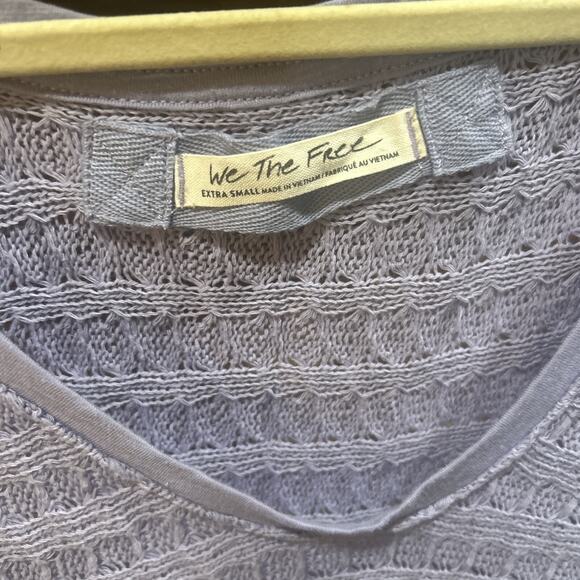 We The Free
EXTRA SMALL MADE IN VIETNAM / FABRIQUÉ AU VIETNAM